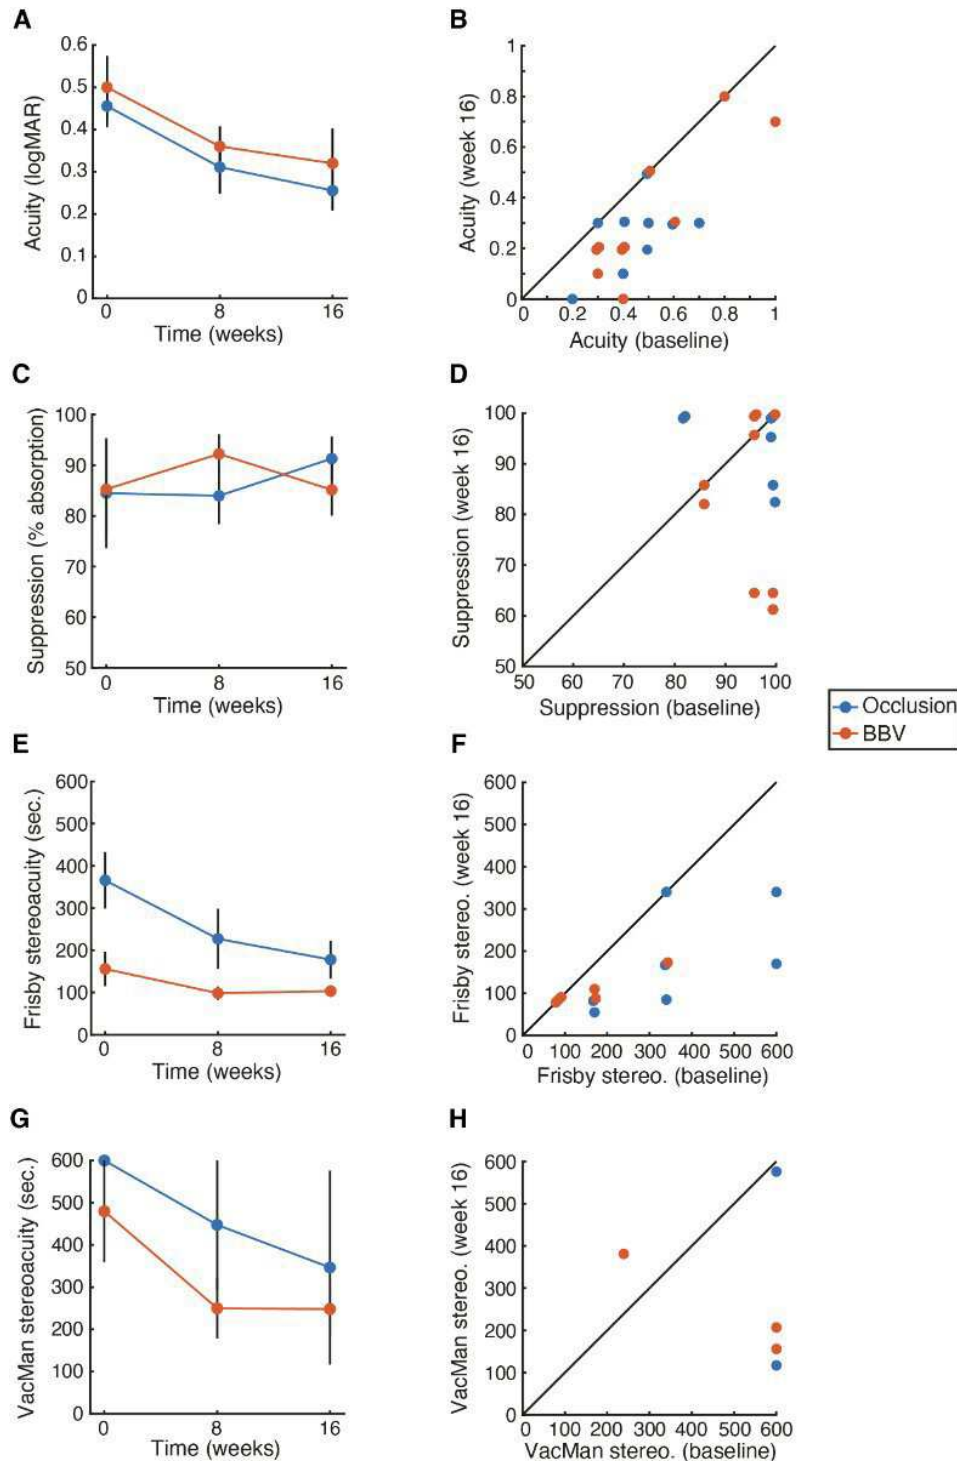 A
Acuity (logMAR)
0.6
0.5
0.4
0.3
0.2
0.1
0
0 8 16
Time (weeks)
B
Acuity (week 16)
1
0.8
0.6
0.4
0.2
0
0 0.2 0.4 0.6 0.8 1
Acuity (baseline)
C
Suppression (% absorption)
100
90
80
70
60
50
0 8 16
Time (weeks)
D
Suppression (week 16)
100
90
80
70
60
50
50 60 70 80 90 100
Suppression (baseline)
Occlusion
BBV
E
Frisby stereoacuity (sec.)
600
500
400
300
200
100
0
0 8 16
Time (weeks)
F
Frisby stereo. (week 16)
600
500
400
300
200
100
0
0 100 200 300 400 500 600
Frisby stereo. (baseline)
G
VacMan stereoacuity (sec.)
600
500
400
300
200
100
0
0 8 16
Time (weeks)
H
VacMan stereo. (week 16)
600
500
400
300
200
100
0
0 100 200 300 400 500 600
VacMan stereo. (baseline)